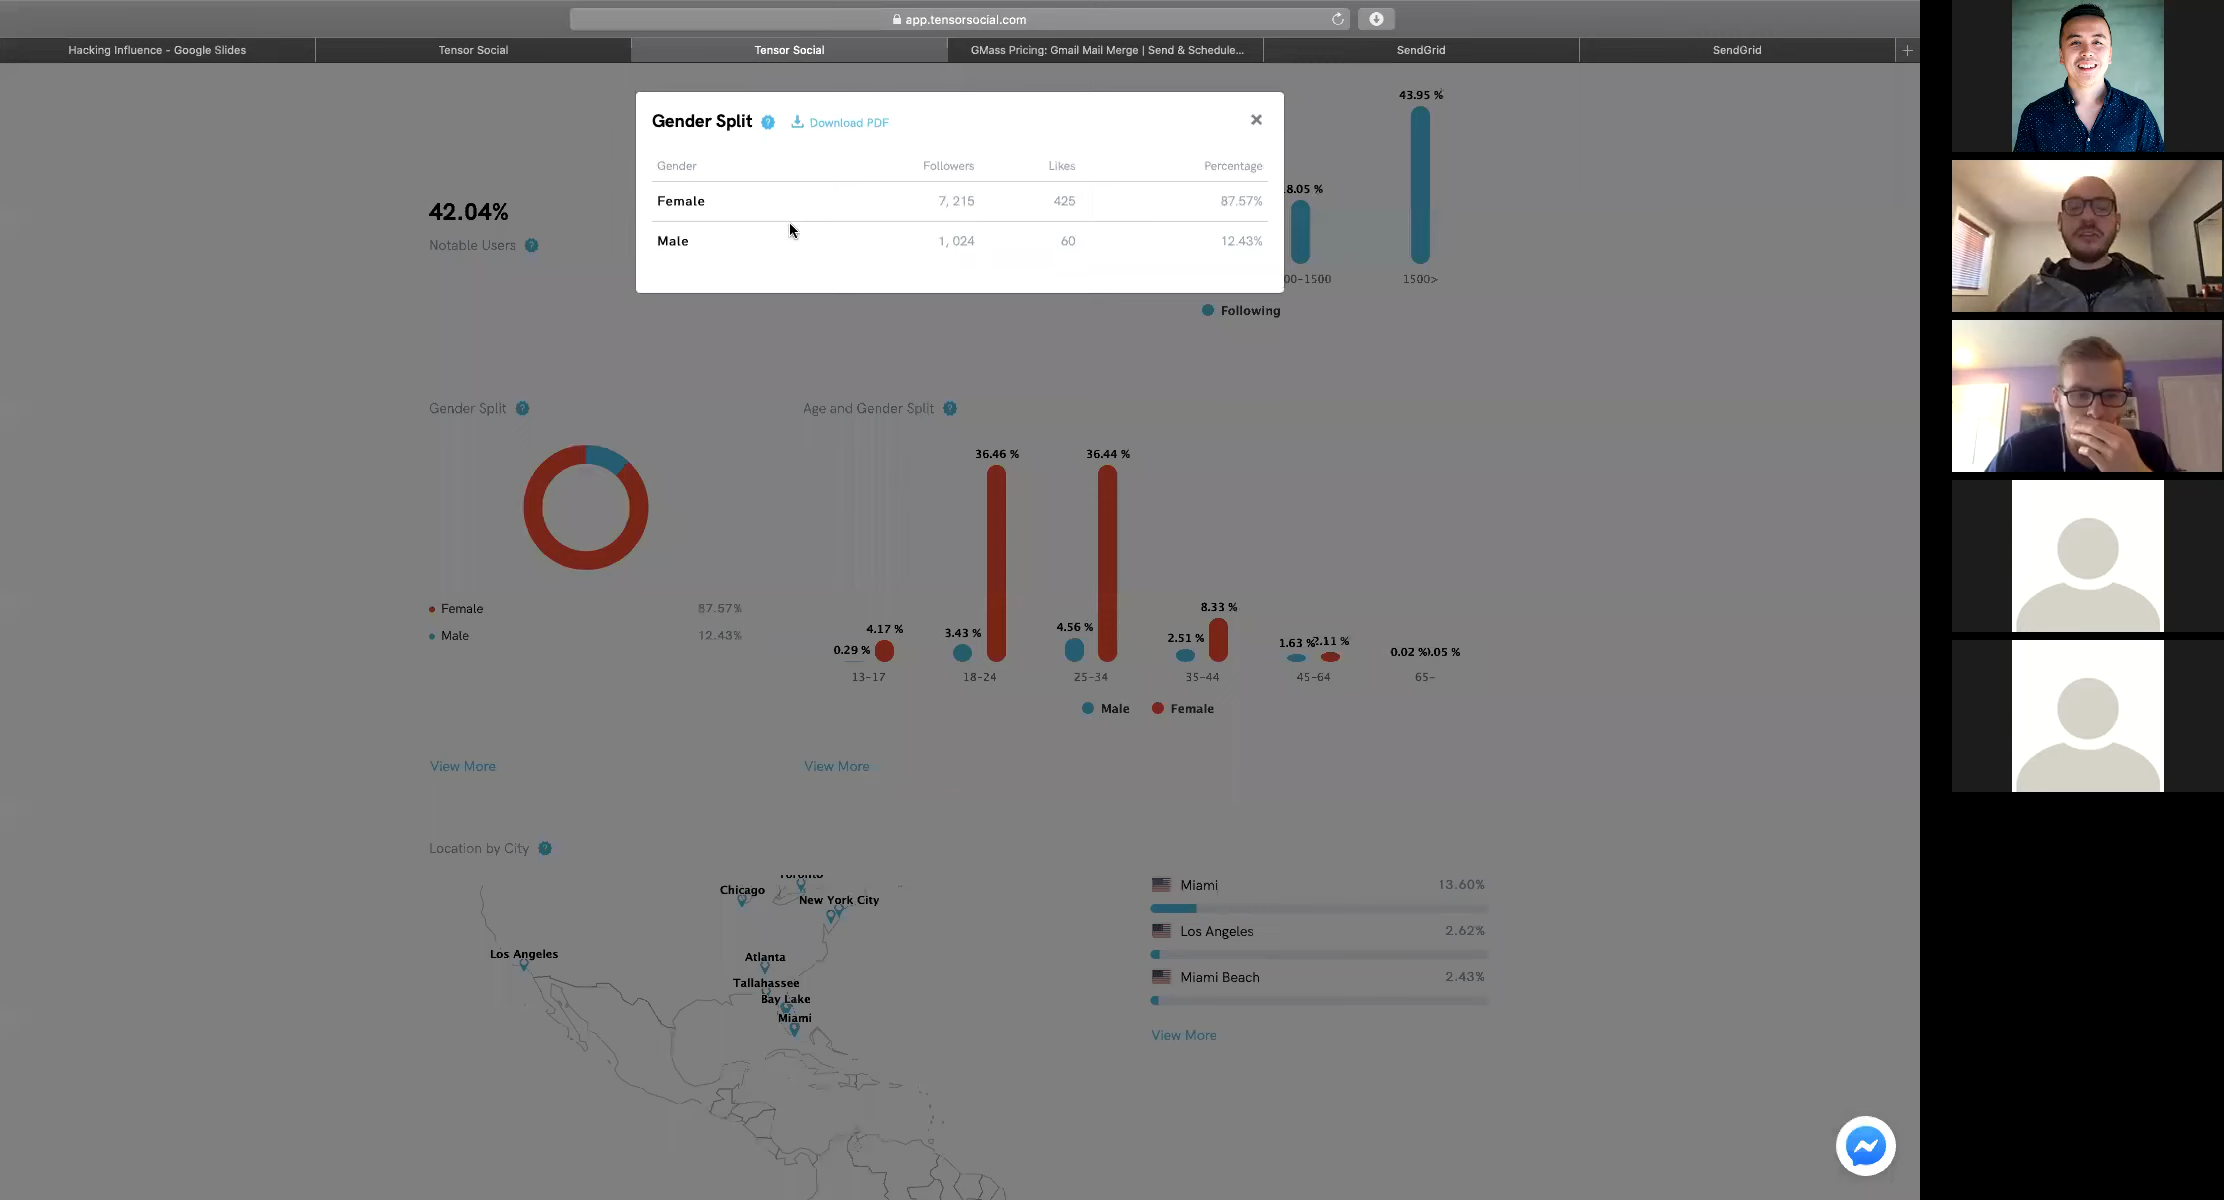 app.tensorsocial.com
Hacking Influence - Google Slides
Tensor Social
Tensor Social
GMass Pricing: Gmail Mail Merge | Send & Schedule...
SendGrid
SendGrid
Gender Split
Download PDF
Gender Followers Likes Percentage
Female 7, 215 425 87.57%
Male 1, 024 60 12.43%
42.04%
Notable Users
8.05 %
43.95 %
00-1500
1500>
Following
Gender Split
Female 87.57%
Male 12.43%
View More
Age and Gender Split
0.29 % 4.17 % 3.43 % 36.46 % 4.56 % 36.44 % 2.51 % 8.33 % 1.63 % 2.11 % 0.02 % .05 %
13-17 18-24 25-34 35-44 45-64 65-
Male Female
View More
Location by City
Toronto
Chicago
New York City
Los Angeles
Atlanta
Tallahassee
Bay Lake
Miami
Miami 13.60%
Los Angeles 2.62%
Miami Beach 2.43%
View More